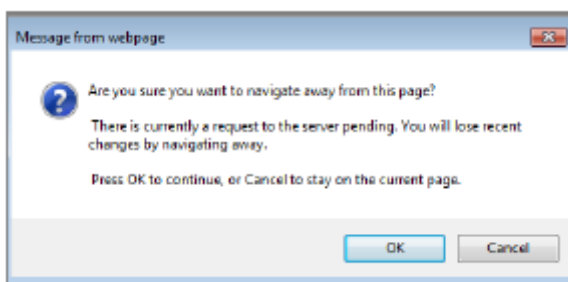 Message from webpage
Are you sure you want to navigate away from this page?
There is currently a request to the server pending. You will lose recent
changes by navigating away.
Press OK to continue, or Cancel to stay on the current page.
OK
Cancel